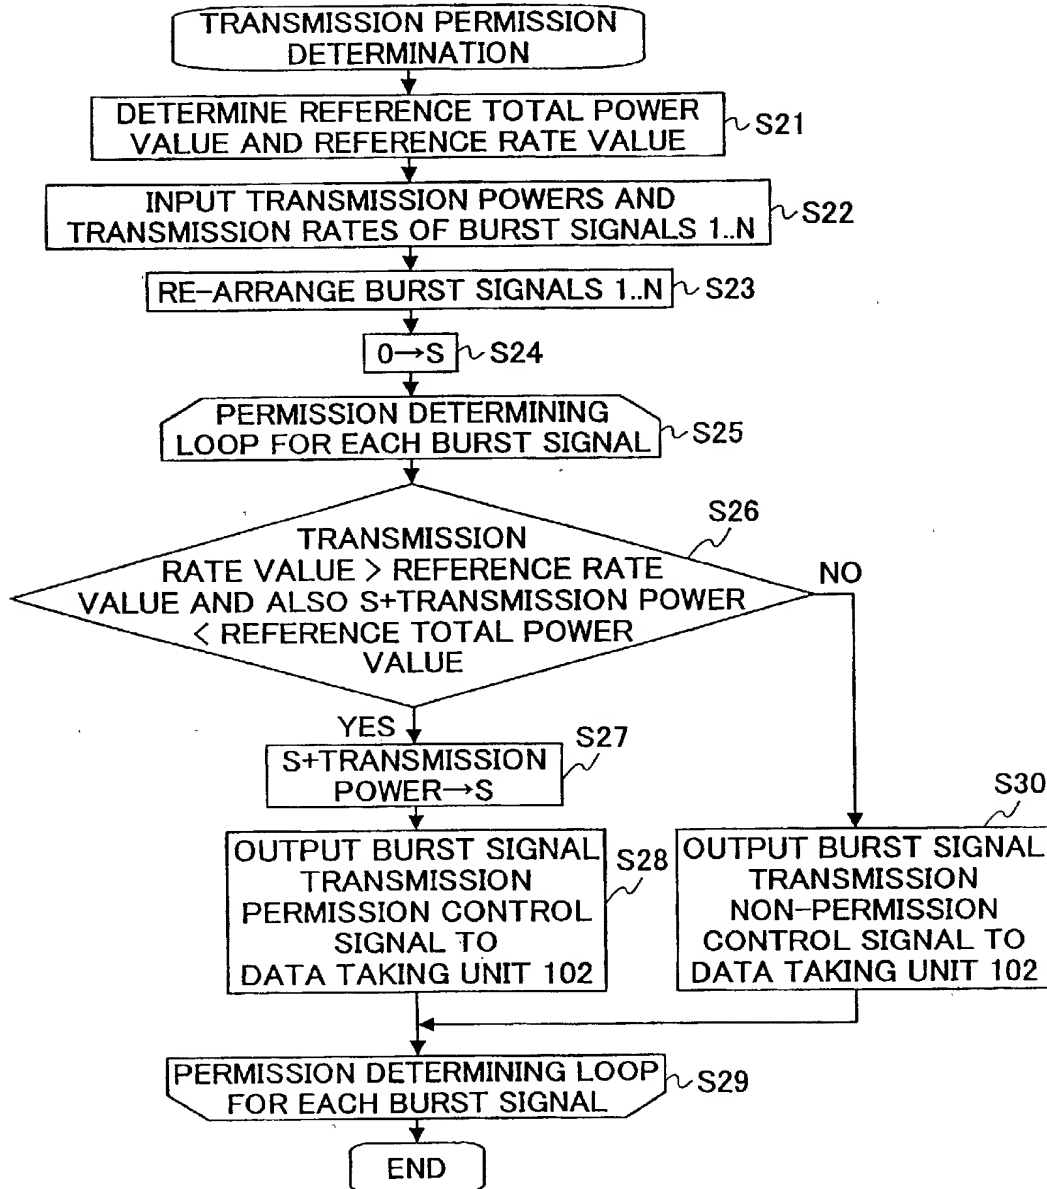 TRANSMISSION PERMISSION
DETERMINATION
DETERMINE REFERENCE TOTAL POWER
VALUE AND REFERENCE RATE VALUE
S21
INPUT TRANSMISSION POWERS AND
TRANSMISSION RATES OF BURST SIGNALS 1..N
S22
RE-ARRANGE BURST SIGNALS 1..N
S23
0→S
S24
PERMISSION DETERMINING
LOOP FOR EACH BURST SIGNAL
S25
S26
TRANSMISSION
RATE VALUE > REFERENCE RATE
VALUE AND ALSO S+TRANSMISSION POWER
< REFERENCE TOTAL POWER
VALUE
NO
YES
S27
S+TRANSMISSION
POWER→S
S28
OUTPUT BURST SIGNAL
TRANSMISSION
PERMISSION CONTROL
SIGNAL TO
DATA TAKING UNIT 102
S30
OUTPUT BURST SIGNAL
TRANSMISSION
NON-PERMISSION
CONTROL SIGNAL TO
DATA TAKING UNIT 102
PERMISSION DETERMINING LOOP
FOR EACH BURST SIGNAL
S29
END